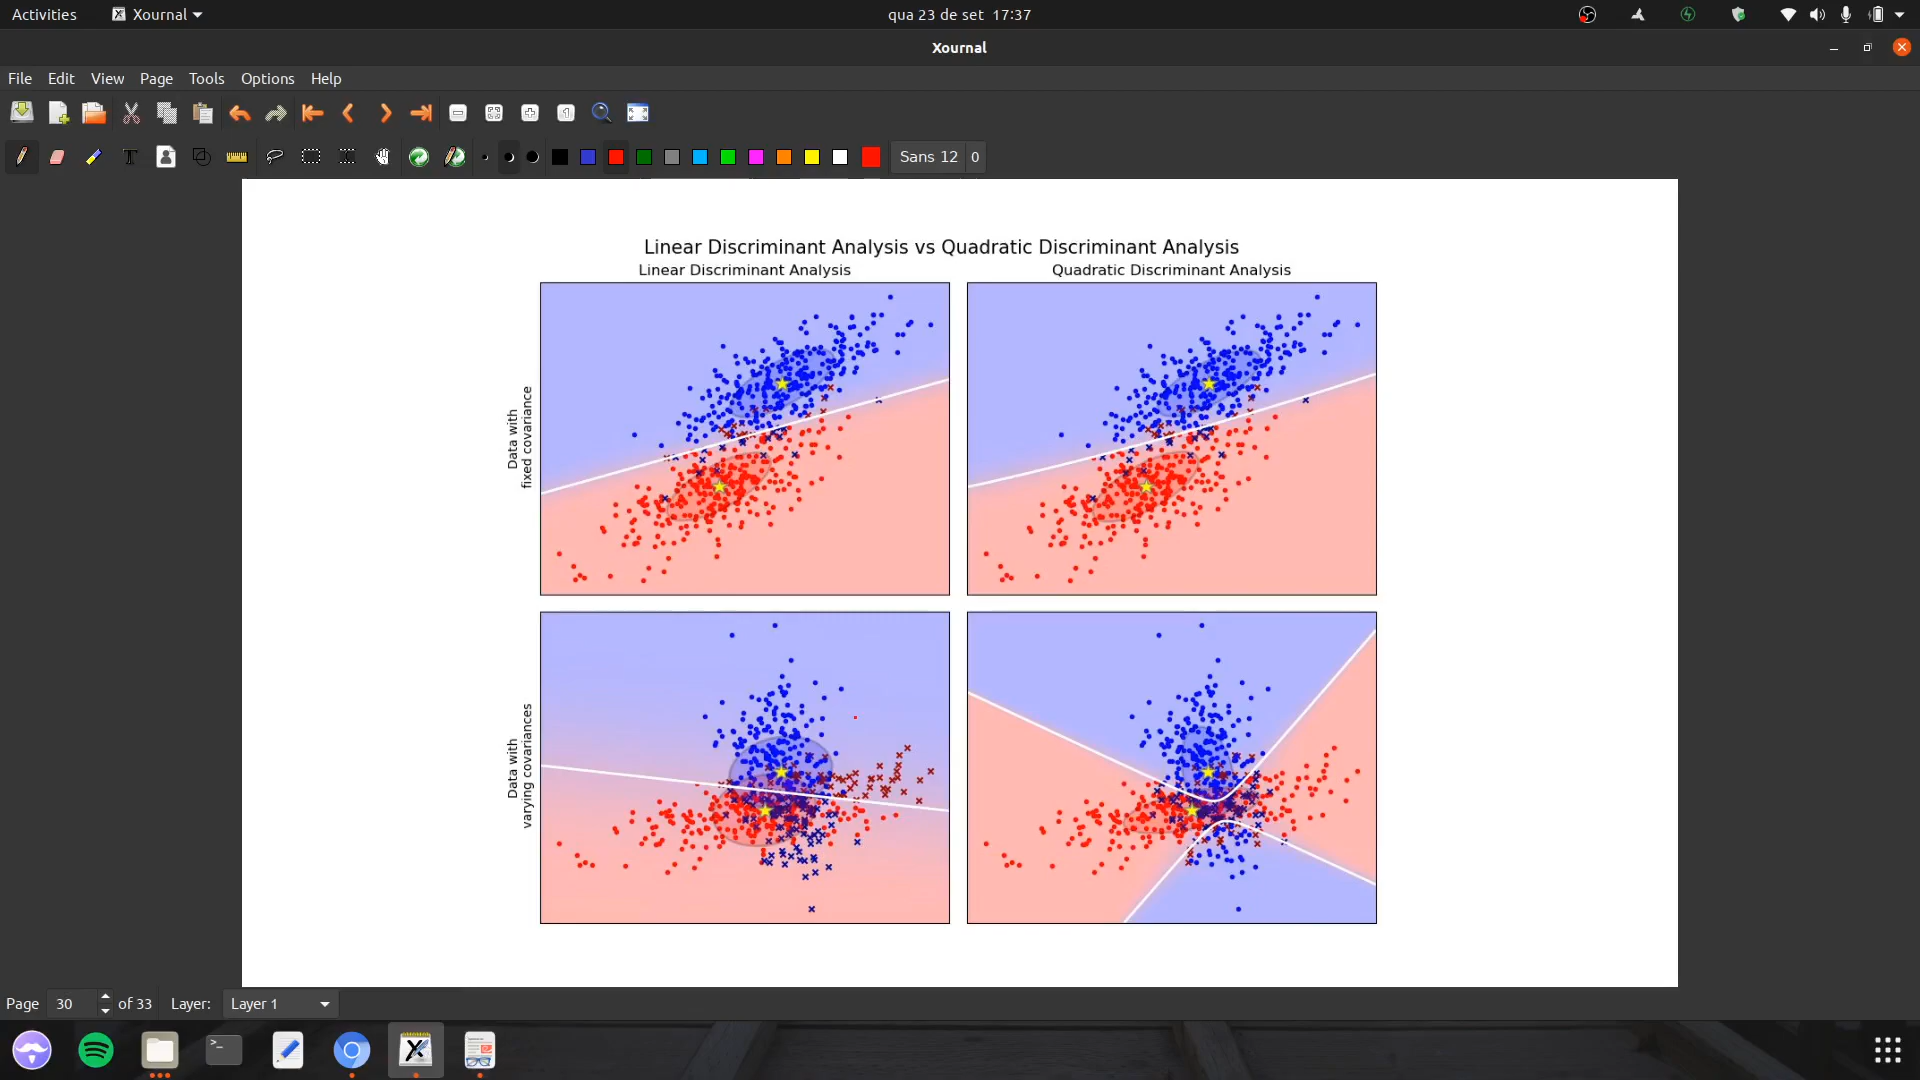 Activities
Xournal
qua 23 de set 17:37
Xournal
File Edit View Page Tools Options Help
Sans 12 0
Linear Discriminant Analysis vs Quadratic Discriminant Analysis
Linear Discriminant Analysis
Quadratic Discriminant Analysis
Data with
fixed covariance
Data with
varying covariances
Page 30 of 33 Layer: Layer 1